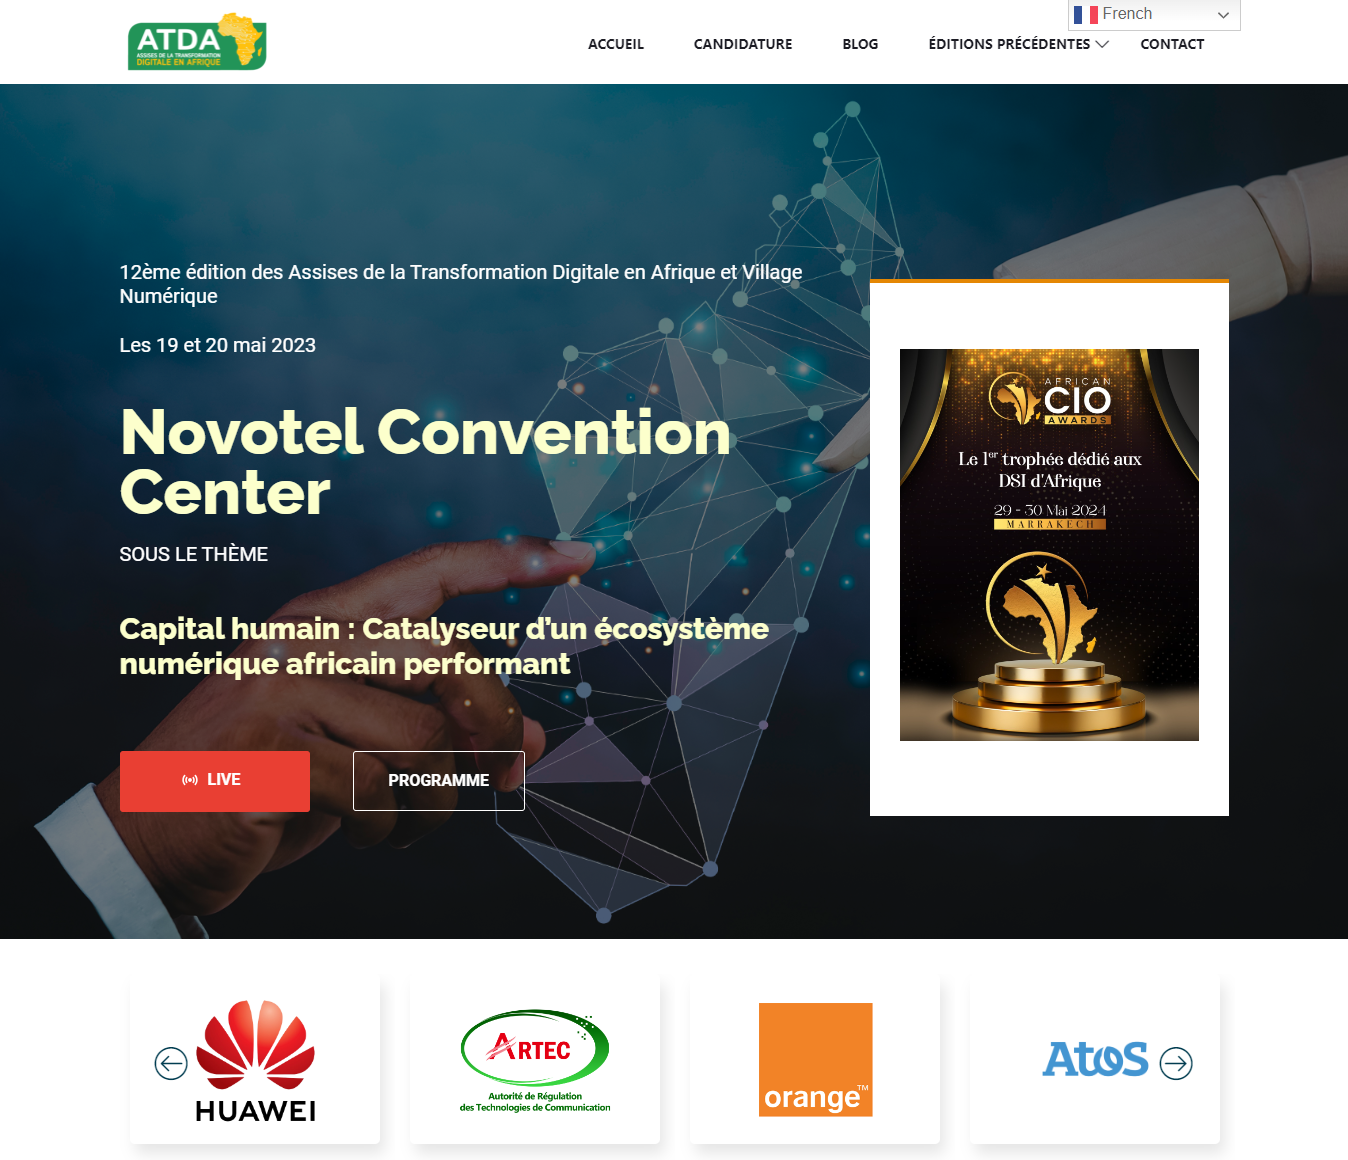 ATDA
ASSISES DE LA TRANSFORMATION
DIGITALE EN AFRIQUE
French
ACCUEIL
CANDIDATURE
BLOG
ÉDITIONS PRÉCÉDENTES
CONTACT
12ème édition des Assises de la Transformation Digitale en Afrique et Village
Numérique
Les 19 et 20 mai 2023
Novotel Convention
Center
SOUS LE THÈME
Capital humain : Catalyseur d’un écosystème
numérique africain performant
LIVE
PROGRAMME
AFRICAN
CIO
AWARDS
Le 1er trophée dédié aux
DSI d'Afrique
29 - 30 Mai 2024
MARRAKECH
HUAWEI
ARTEC
Autorité de Régulation
des Technologies de Communication
orange™
Atos